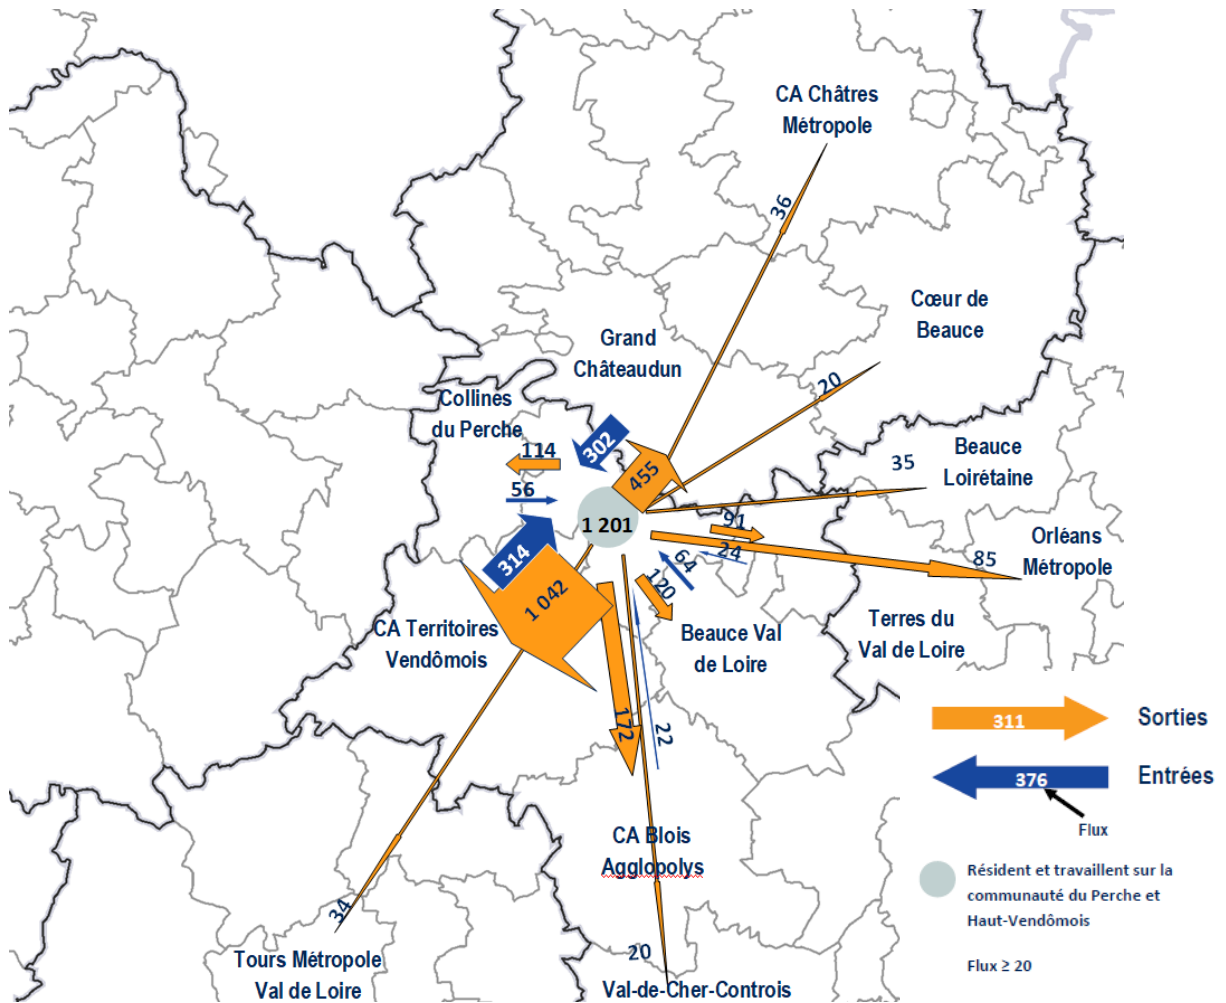 CA Châtres
Métropole
36
Cœur de
Beauce
20
Grand
Châteaudun
Collines
du Perche
114
302
455
56
Beauce
Loirétaine
35
1 201
91
24
85
Orléans
Métropole
64
120
314
1 042
CA Territoires
Vendômois
Beauce Val
de Loire
Terres du
Val de Loire
172
22
CA Blois
Agglopolys
34
Tours Métropole
Val de Loire
20
Val-de-Cher-Controis
311
Sorties
376
Entrées
Flux
Résident et travaillent sur la
communauté du Perche et
Haut-Vendômois
Flux ≥ 20